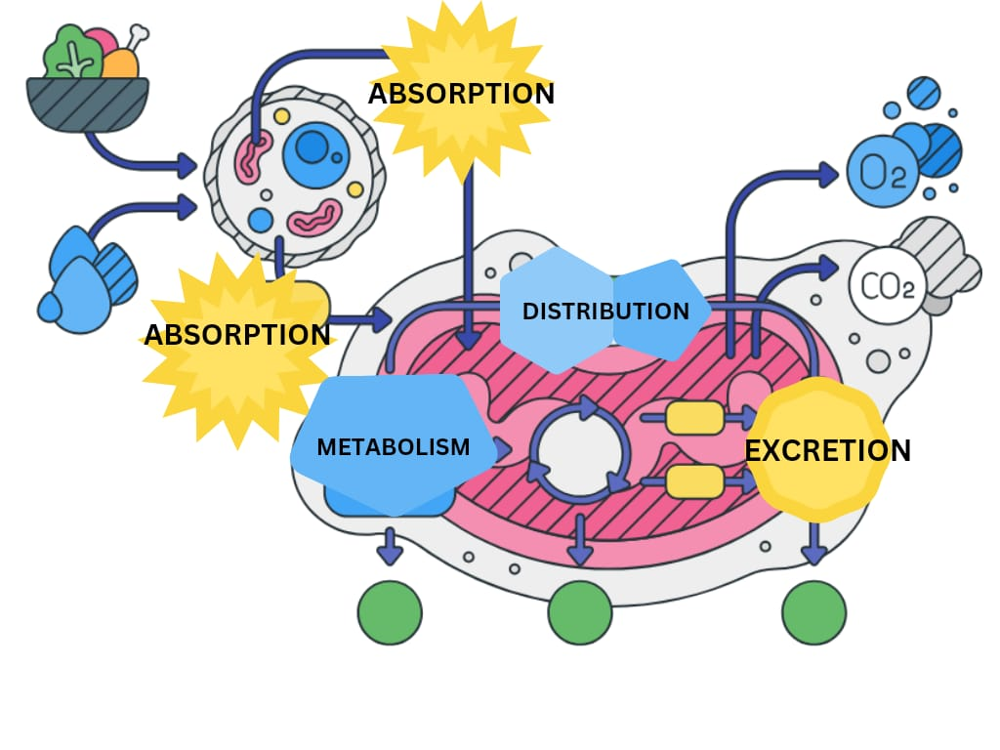 ABSORPTION
O2
CO2
DISTRIBUTION
ABSORPTION
METABOLISM
EXCRETION